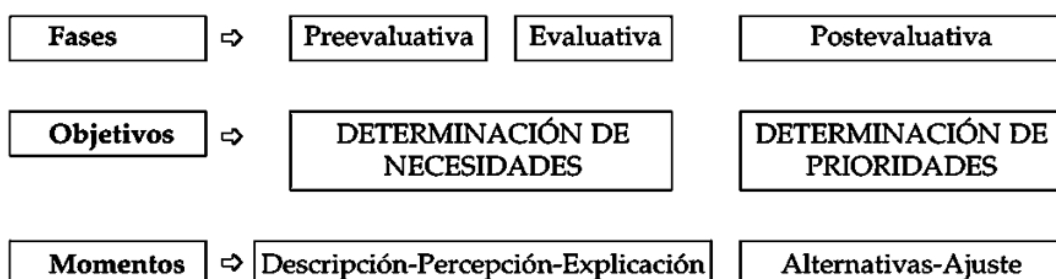 Fases ⇨ Preevaluativa Evaluativa Postevaluativa
Objetivos ⇨ DETERMINACIÓN DE NECESIDADES DETERMINACIÓN DE PRIORIDADES
Momentos ⇨ Descripción-Percepción-Explicación Alternativas-Ajuste